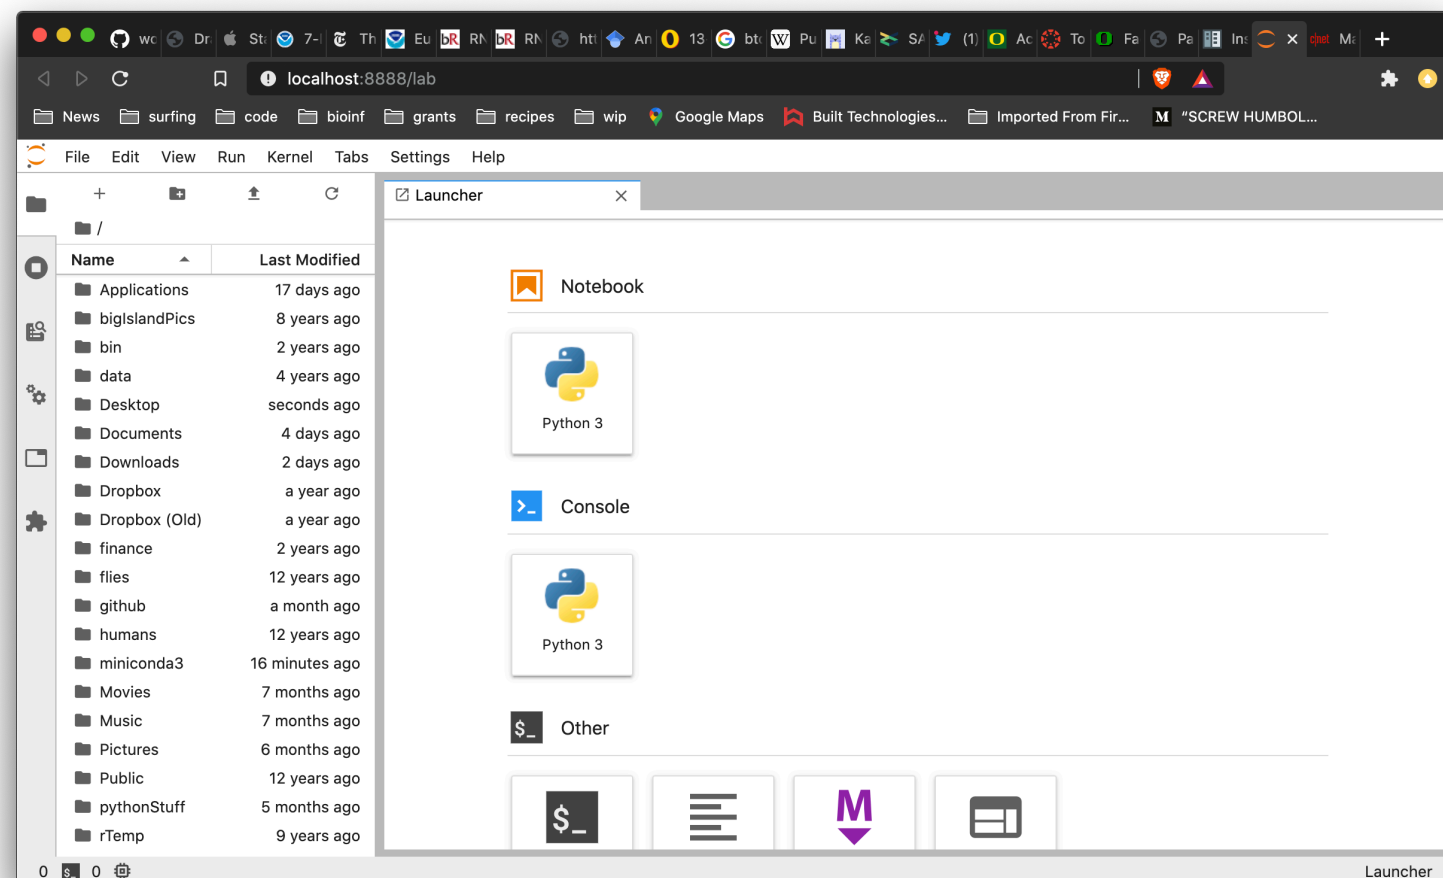 wc Dr St 7- Th Eu bR RN bR RN htt An 13 G btc W Pu Ka SA (1) Ac To Fa Pa In cnet Ma
localhost:8888/lab
News surfing code bioinf grants recipes wip Google Maps Built Technologies... Imported From Fir... M “SCREW HUMBOL...
File Edit View Run Kernel Tabs Settings Help
Launcher
/
Name Last Modified
Applications 17 days ago
bigIslandPics 8 years ago
bin 2 years ago
data 4 years ago
Desktop seconds ago
Documents 4 days ago
Downloads 2 days ago
Dropbox a year ago
Dropbox (Old) a year ago
finance 2 years ago
flies 12 years ago
github a month ago
humans 12 years ago
miniconda3 16 minutes ago
Movies 7 months ago
Music 7 months ago
Pictures 6 months ago
Public 12 years ago
pythonStuff 5 months ago
rTemp 9 years ago
Notebook
Python 3
Console
Python 3
$_ Other
$_ M
0 $_ 0 Launcher